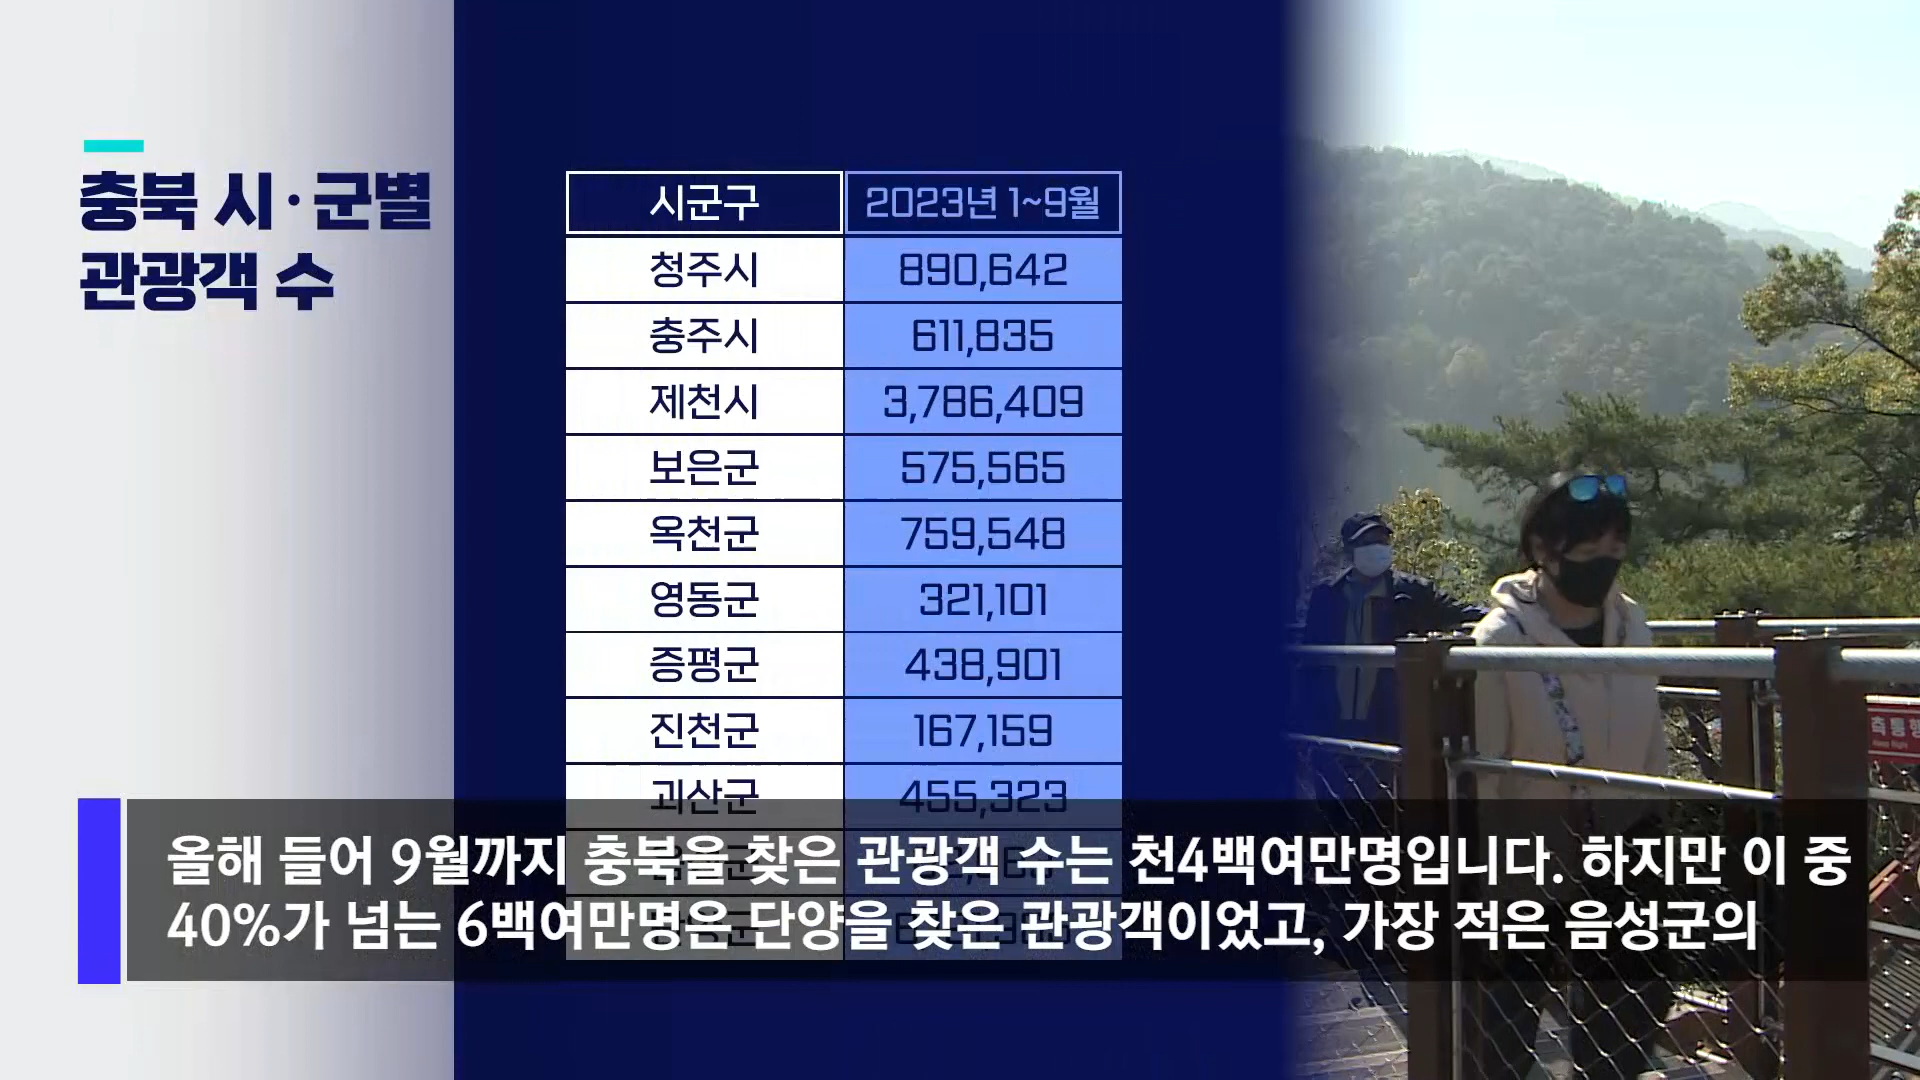 충북 시·군별
관광객 수
시군구 2023년 1~9월
청주시 890,642
충주시 611,835
제천시 3,786,409
보은군 575,565
옥천군 759,548
영동군 321,101
증평군 438,901
진천군 167,159
괴산군 455,323
올해 들어 9월까지 충북을 찾은 관광객 수는 천4백여만명입니다. 하지만 이 중
40%가 넘는 6백여만명은 단양을 찾은 관광객이었고, 가장 적은 음성군의
측통행